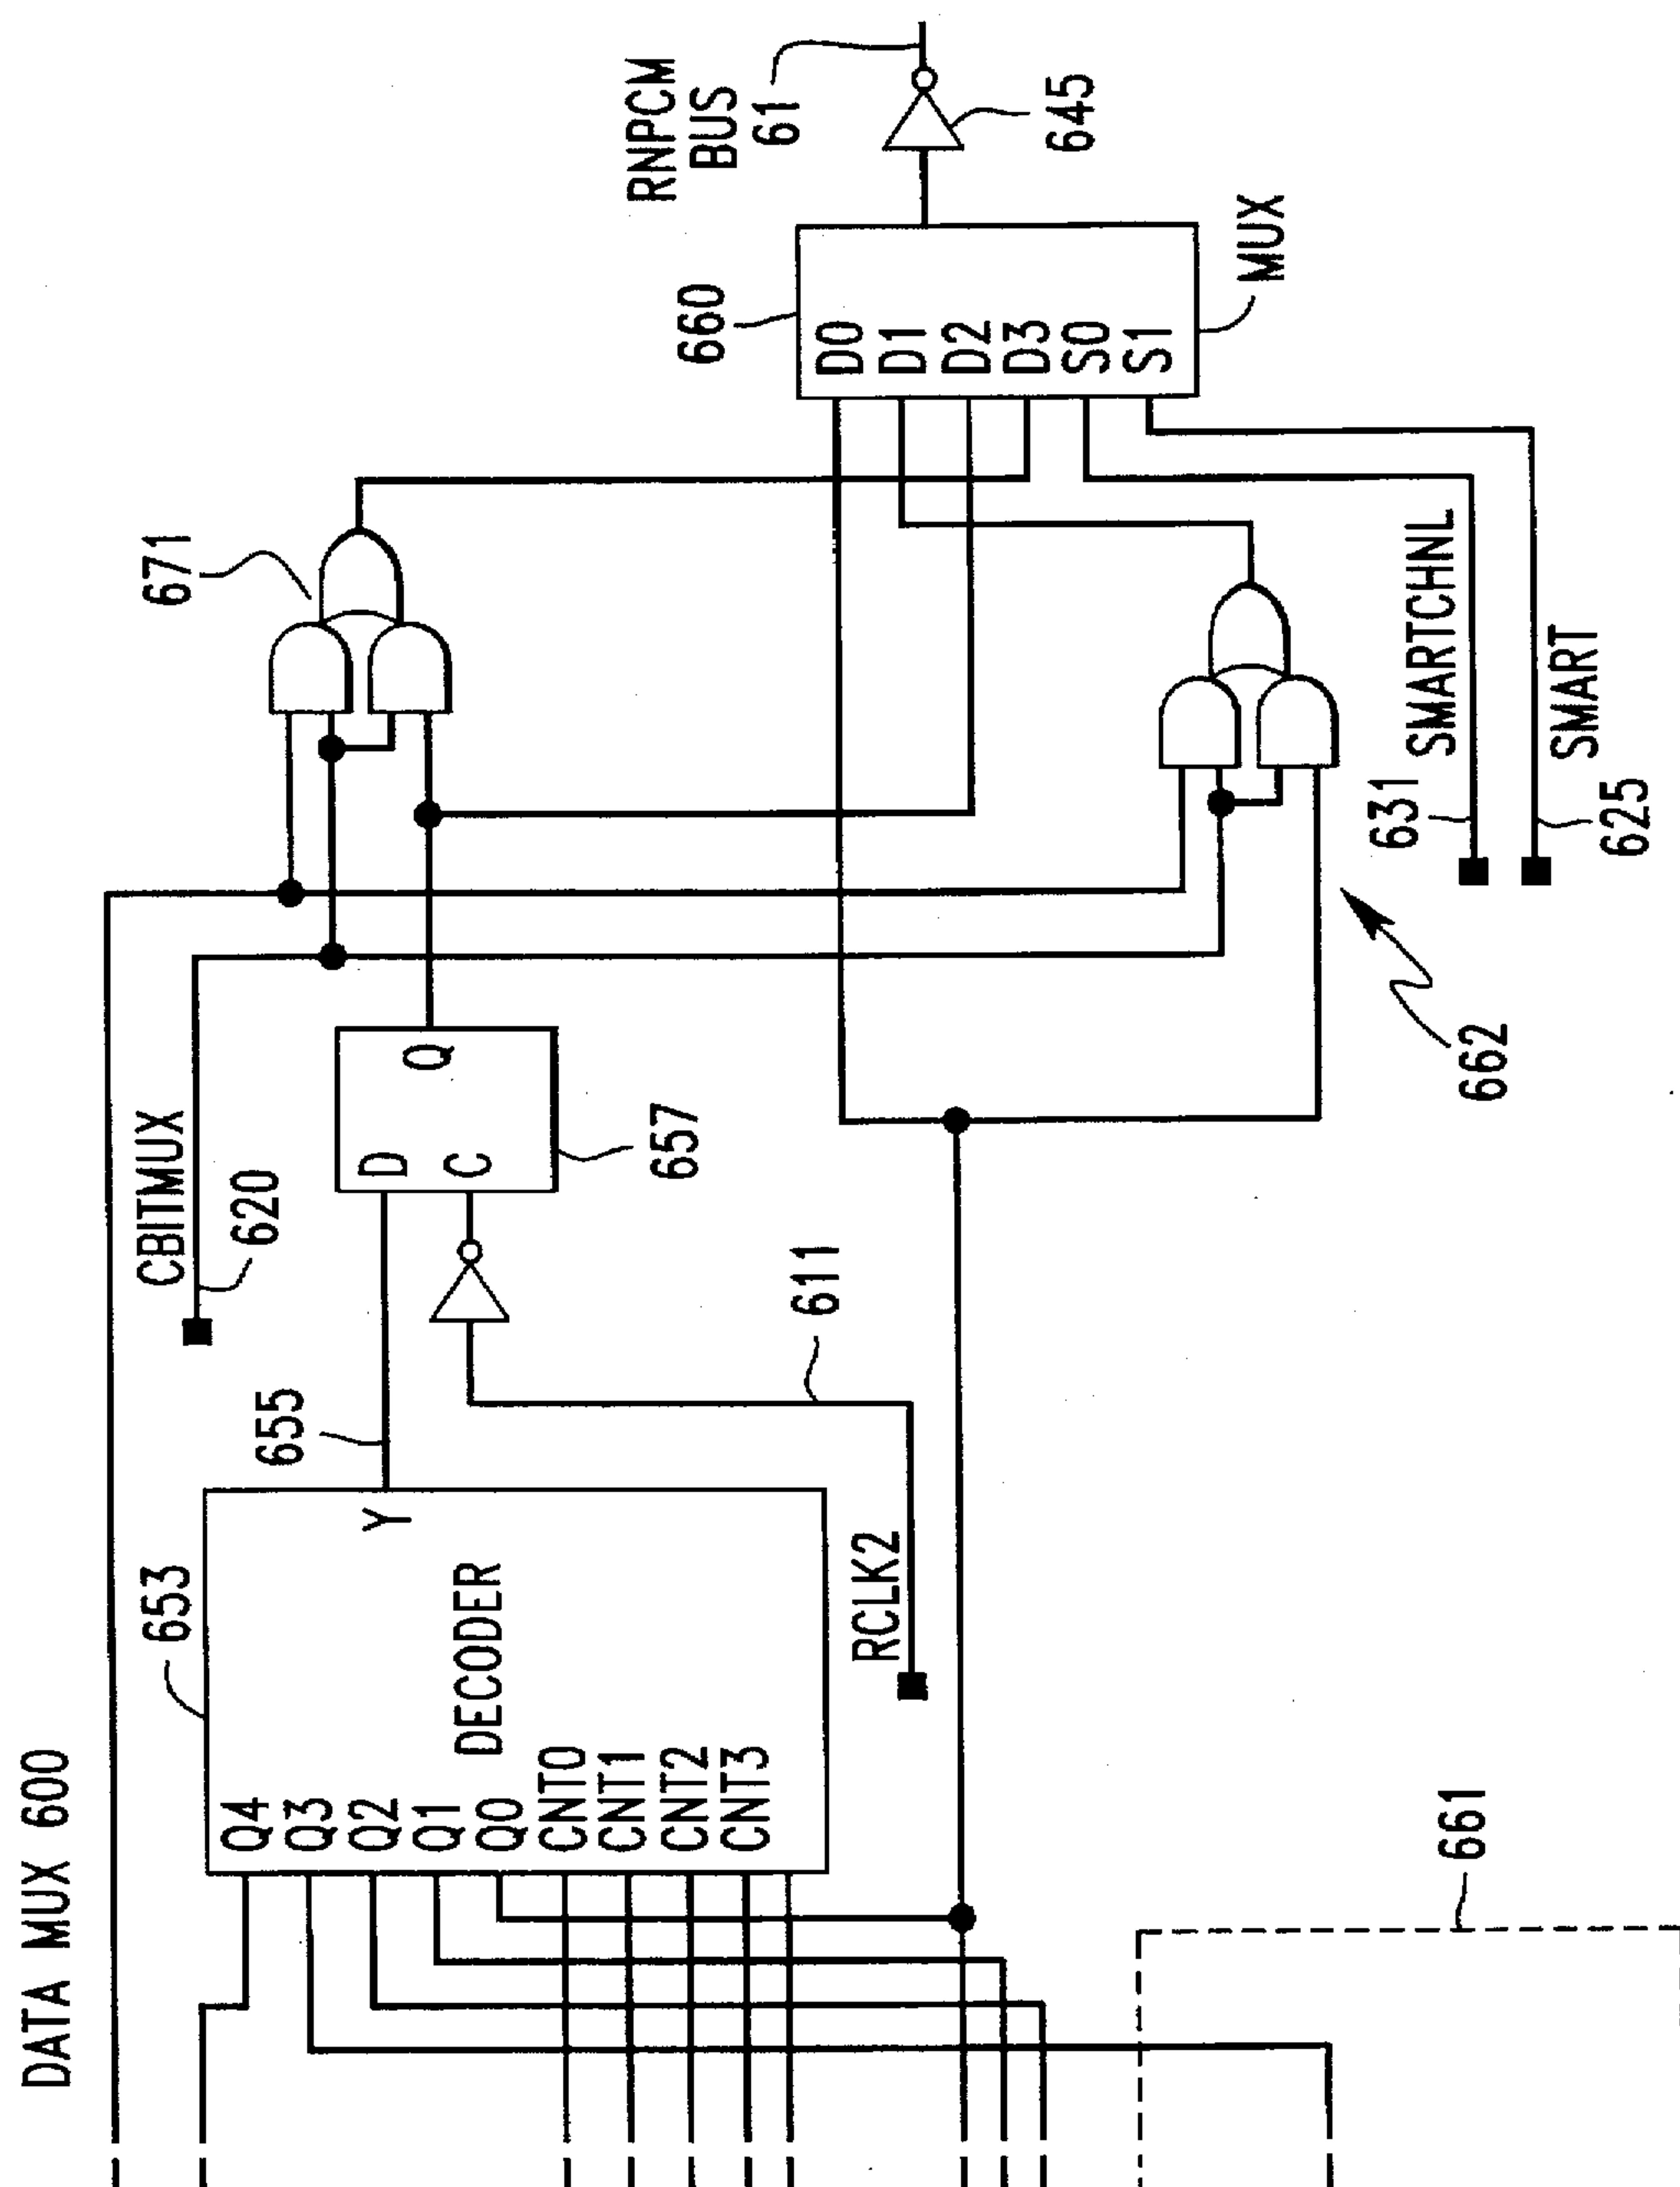 DATA MUX 600
653
Q4
Q3
Q2
Q1
Q0
CNT0
CNT1
CNT2
CNT3
DECODER
Y
655
CBITMUX
620
RCLK2
611
D
C
Q
657
671
661
662
SMARTCHNL
631
SMART
625
660
D0
D1
D2
D3
S0
S1
MUX
RNPCM
BUS
61
645